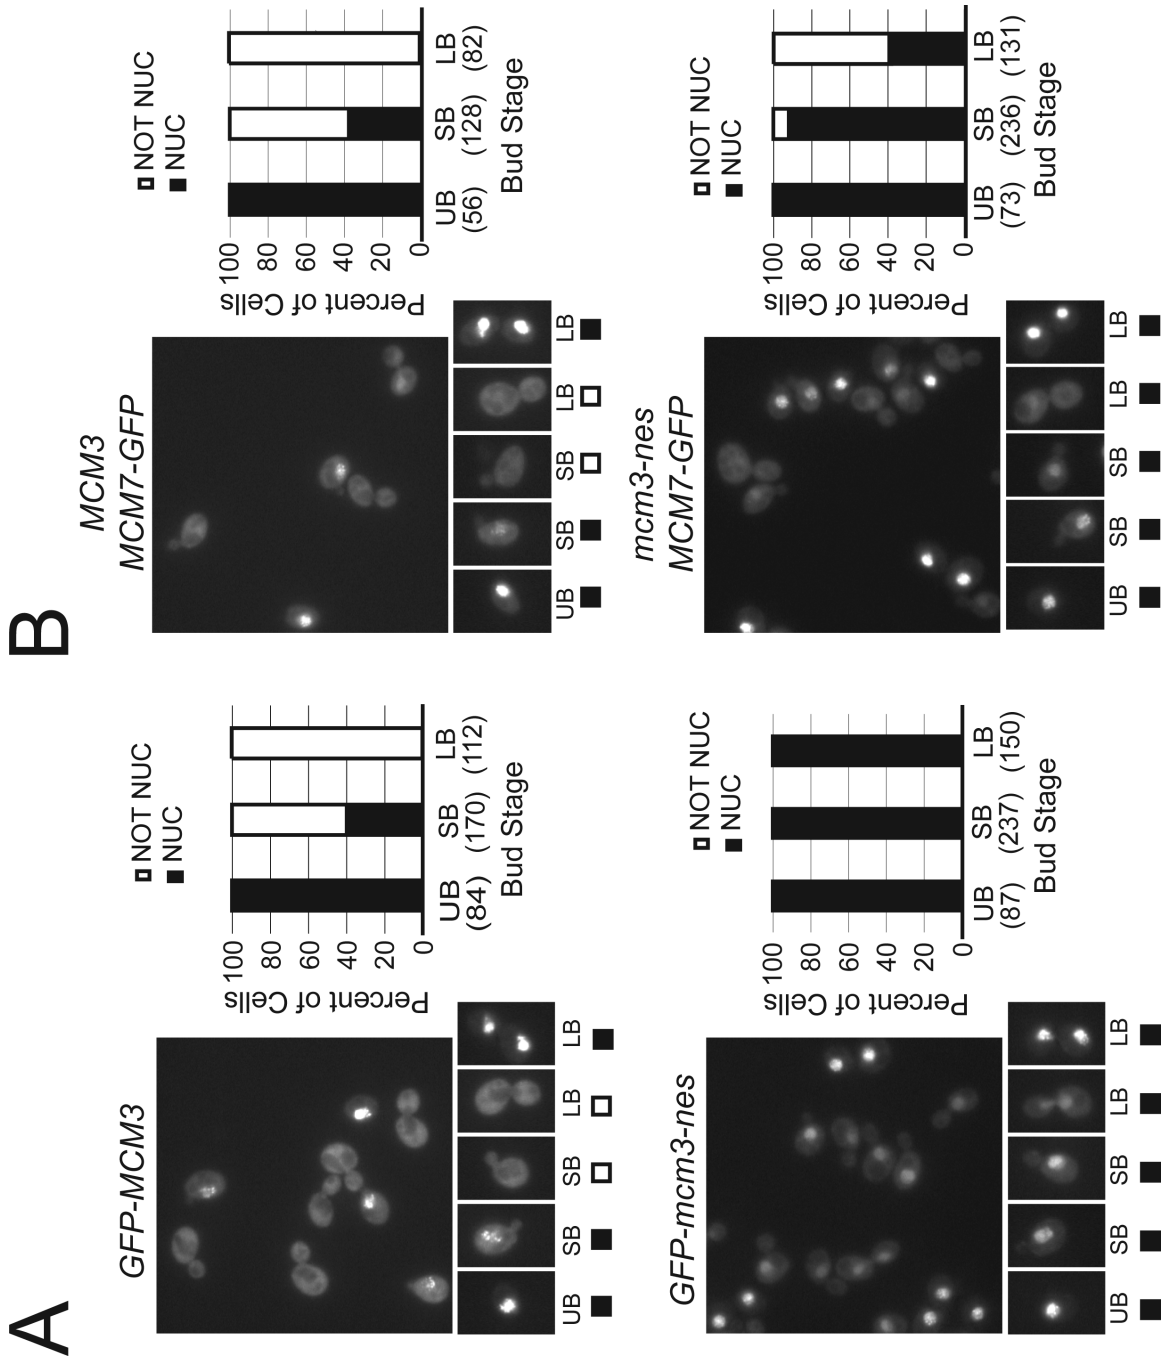 A
GFP-MCM3
UB
SB
SB
LB
LB
Percent of Cells
100
80
60
40
20
0
NOT NUC
NUC
UB SB LB
(84) (170) (112)
Bud Stage
GFP-mcm3-nes
UB
SB
SB
LB
LB
Percent of Cells
100
80
60
40
20
0
NOT NUC
NUC
UB SB LB
(87) (237) (150)
Bud Stage
B
MCM3
MCM7-GFP
UB
SB
SB
LB
LB
Percent of Cells
100
80
60
40
20
0
NOT NUC
NUC
UB SB LB
(56) (128) (82)
Bud Stage
mcm3-nes
MCM7-GFP
UB
SB
SB
LB
LB
Percent of Cells
100
80
60
40
20
0
NOT NUC
NUC
UB SB LB
(73) (236) (131)
Bud Stage